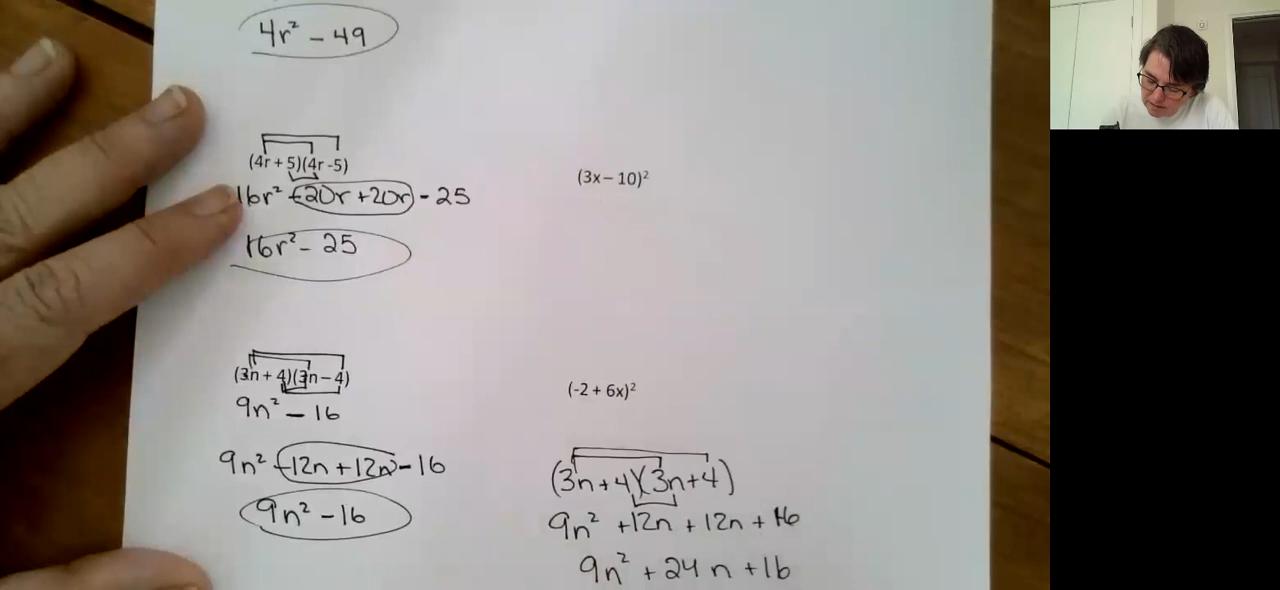 4r² - 49
(4r + 5)(4r -5)
16r² -20r +20r - 25
16r² - 25
(3n + 4)(3n - 4)
9n² - 16
9n² -12n + 12n - 16
9n² - 16
(3x – 10)²
(-2 + 6x)²
(3n+4)(3n+4)
9n² +12n + 12n + 16
9n² + 24n +16